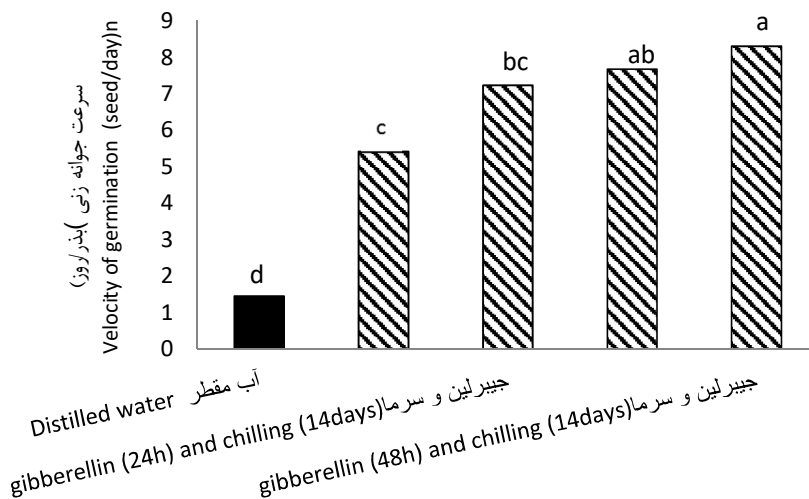 9
8
7
6
5
4
3
2
1
0
سرعت جوانه زنی )بذر/روز(
Velocity of germination (seed/day)n
d
c
bc
ab
a
Distilled water آب مقطر
gibberellin (24h) and chilling (14days)جیبرلین و سرما
gibberellin (48h) and chilling (14days)جیبرلین و سرما